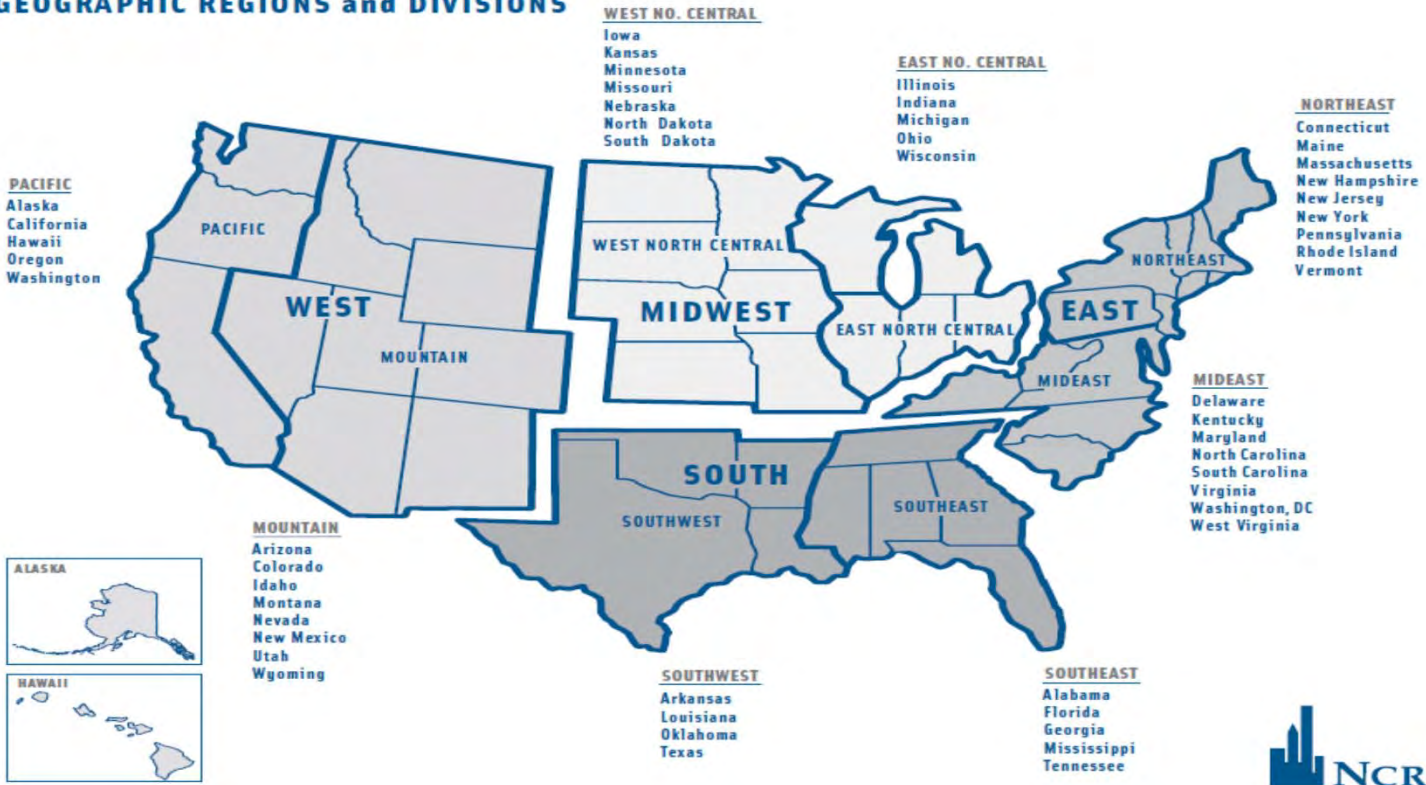 GEOGRAPHIC REGIONS and DIVISIONS
WEST NO. CENTRAL
Iowa
Kansas
Minnesota
Missouri
Nebraska
North Dakota
South Dakota
EAST NO. CENTRAL
Illinois
Indiana
Michigan
Ohio
Wisconsin
NORTHEAST
Connecticut
Maine
Massachusetts
New Hampshire
New Jersey
New York
Pennsylvania
Rhode Island
Vermont
PACIFIC
Alaska
California
Hawaii
Oregon
Washington
PACIFIC
WEST
MOUNTAIN
WEST NORTH CENTRAL
MIDWEST
EAST NORTH CENTRAL
NORTHEAST
EAST
MIDEAST
SOUTH
SOUTHWEST
SOUTHEAST
MIDEAST
Delaware
Kentucky
Maryland
North Carolina
South Carolina
Virginia
Washington, DC
West Virginia
MOUNTAIN
Arizona
Colorado
Idaho
Montana
Nevada
New Mexico
Utah
Wyoming
ALASKA
HAWAII
SOUTHWEST
Arkansas
Louisiana
Oklahoma
Texas
SOUTHEAST
Alabama
Florida
Georgia
Mississippi
Tennessee
NCR